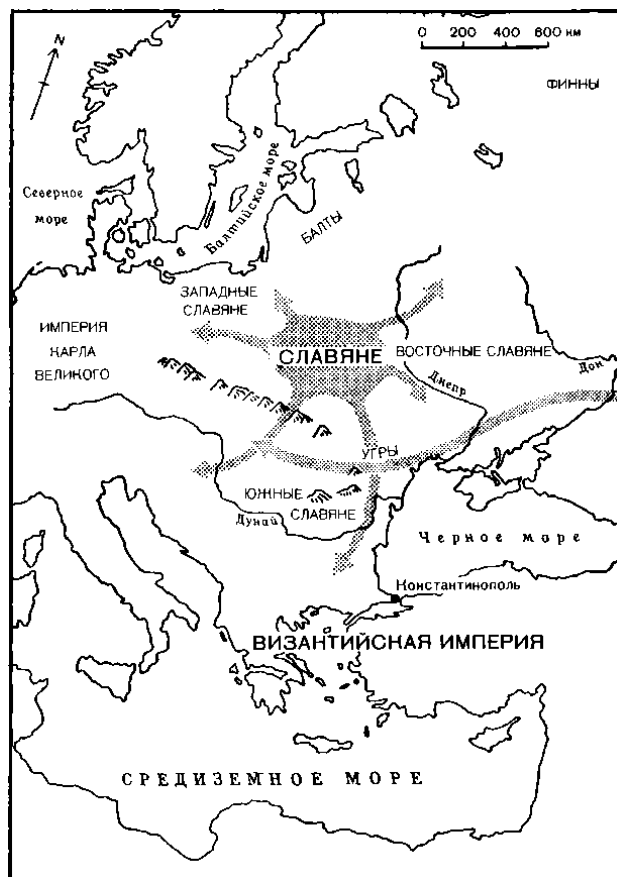 N
0 200 400 600 км
ФИННЫ
Северное
море
Балтийское море
БАЛТЫ
ЗАПАДНЫЕ
СЛАВЯНЕ
ИМПЕРИЯ
КАРЛА
ВЕЛИКОГО
СЛАВЯНЕ
ВОСТОЧНЫЕ СЛАВЯНЕ
Днепр
Дон
УГРЫ
ЮЖНЫЕ
СЛАВЯНЕ
Дунай
Черное море
Константинополь
ВИЗАНТИЙСКАЯ ИМПЕРИЯ
СРЕДИЗЕМНОЕ МОРЕ